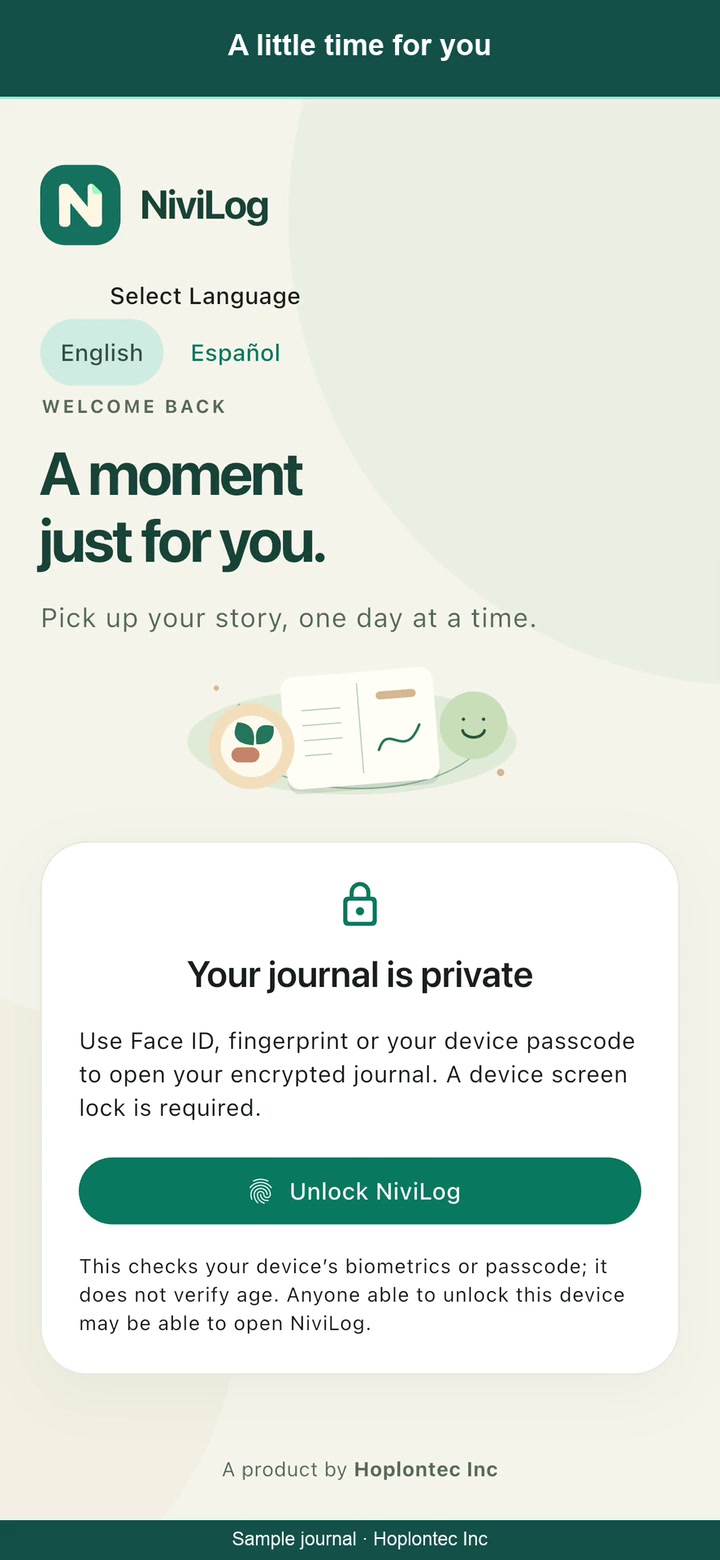 A little time for you
NiviLog
Select Language
English Español
WELCOME BACK
A moment
just for you.
Pick up your story, one day at a time.
Your journal is private
Use Face ID, fingerprint or your device passcode
to open your encrypted journal. A device screen
lock is required.
Unlock NiviLog
This checks your device’s biometrics or passcode; it
does not verify age. Anyone able to unlock this device
may be able to open NiviLog.
A product by Hoplontec Inc
Sample journal · Hoplontec Inc